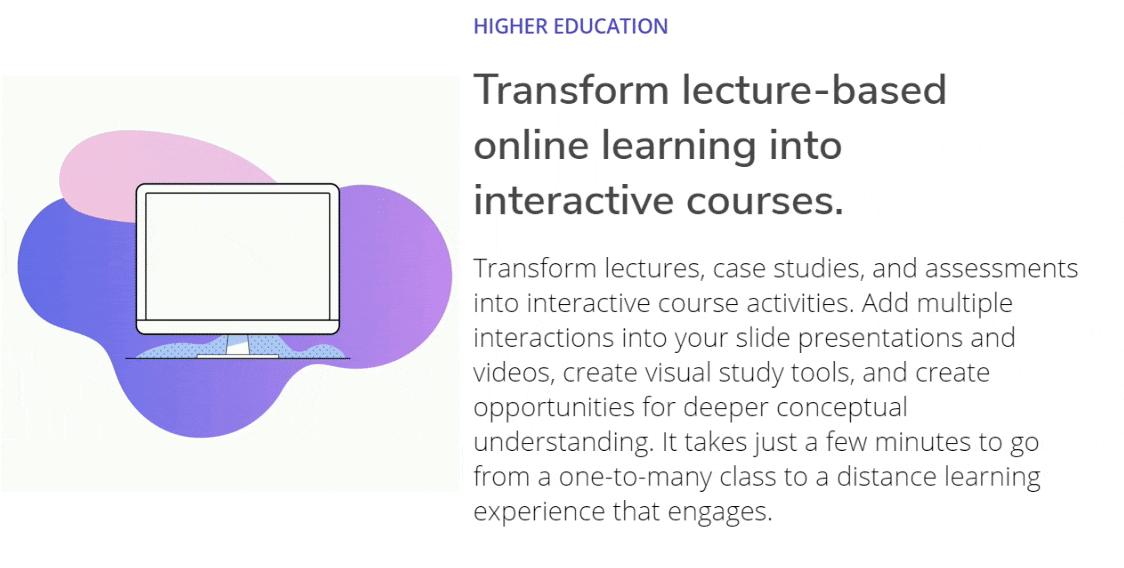 HIGHER EDUCATION
Transform lecture-based
online learning into
interactive courses.
Transform lectures, case studies, and assessments
into interactive course activities. Add multiple
interactions into your slide presentations and
videos, create visual study tools, and create
opportunities for deeper conceptual
understanding. It takes just a few minutes to go
from a one-to-many class to a distance learning
experience that engages.